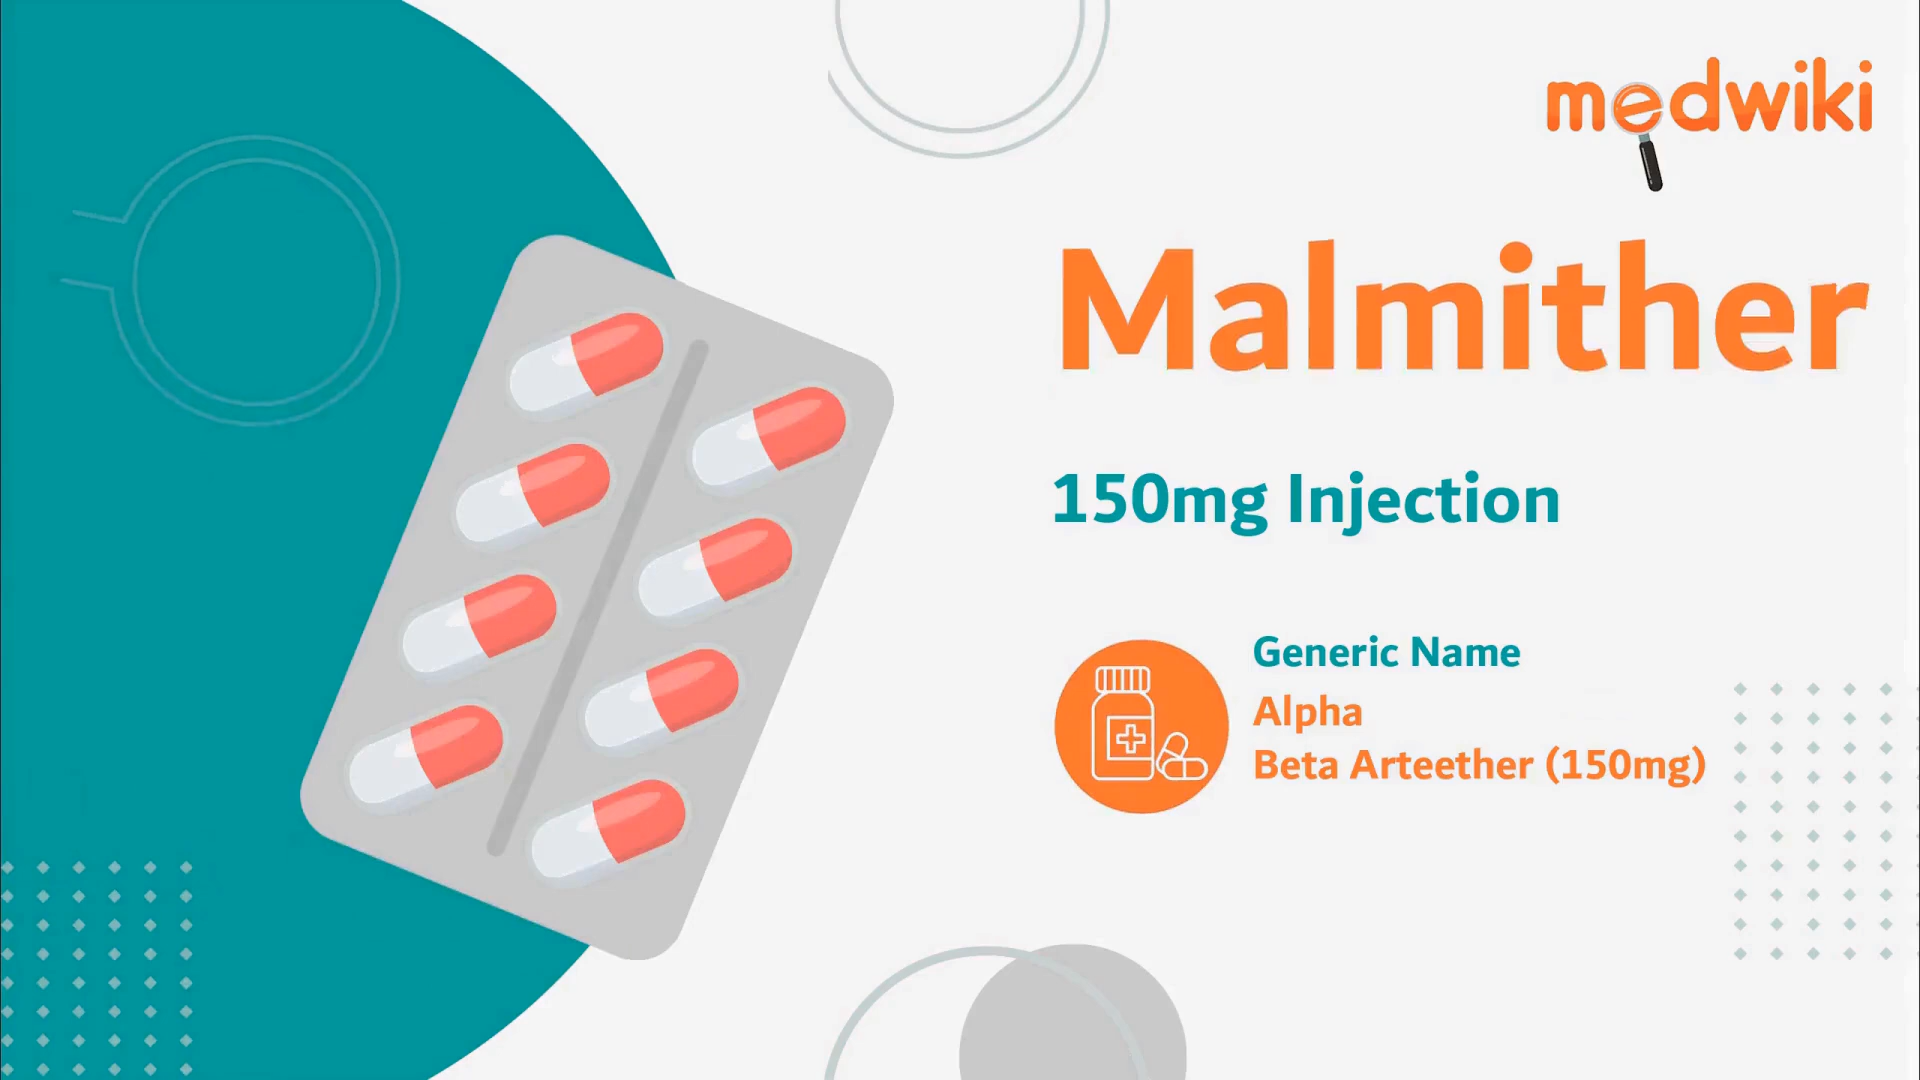 medwiki
Malmither
150mg Injection
Generic Name
Alpha
Beta Arteether (150mg)